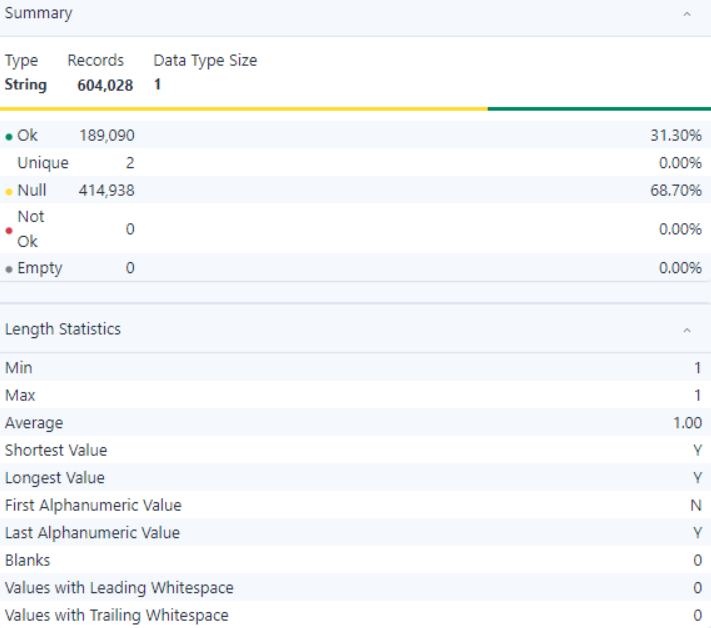 Summary
Type Records Data Type Size
String 604,028 1
Ok 189,090 31.30%
Unique 2 0.00%
Null 414,938 68.70%
Not
Ok 0 0.00%
Empty 0 0.00%
Length Statistics
Min 1
Max 1
Average 1.00
Shortest Value Y
Longest Value Y
First Alphanumeric Value N
Last Alphanumeric Value Y
Blanks 0
Values with Leading Whitespace 0
Values with Trailing Whitespace 0